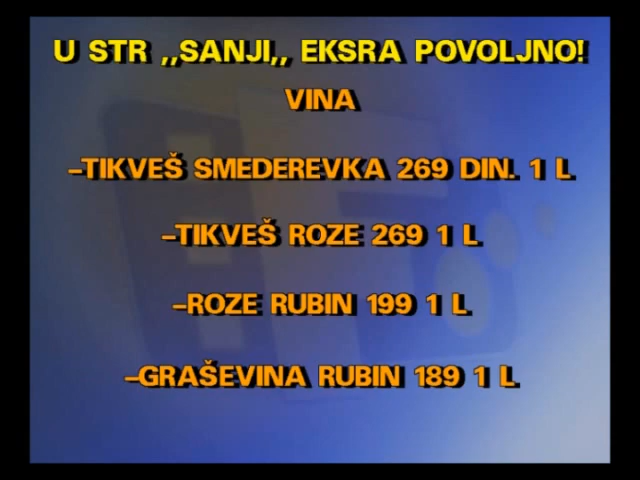 U STR ,,SANJI,, EKSRA POVOLJNO!
VINA
-TIKVEŠ SMEDEREVKA 269 DIN. 1 L
-TIKVEŠ ROZE 269 1 L
-ROZE RUBIN 199 1 L
-GRAŠEVINA RUBIN 189 1 L